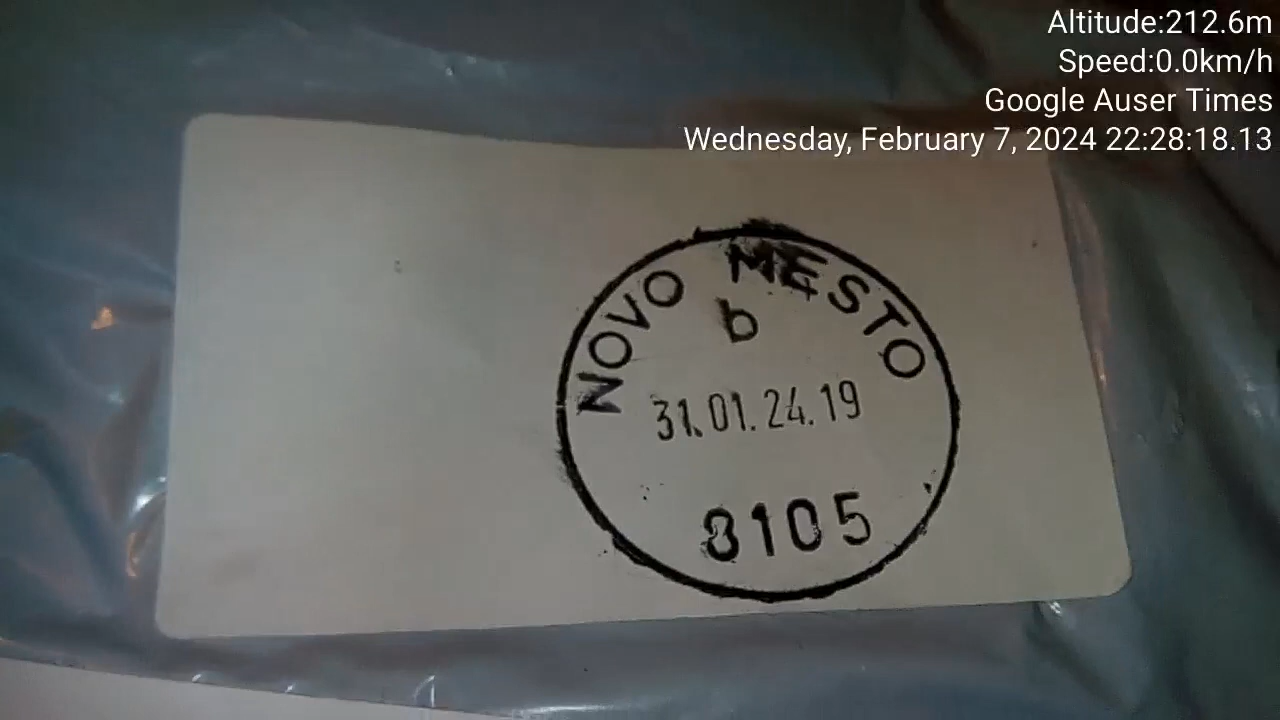 Altitude:212.6m
Speed:0.0km/h
Google Auser Times
Wednesday, February 7, 2024 22:28:18.13
NOVO MESTO
b
31.01.24.19
8105